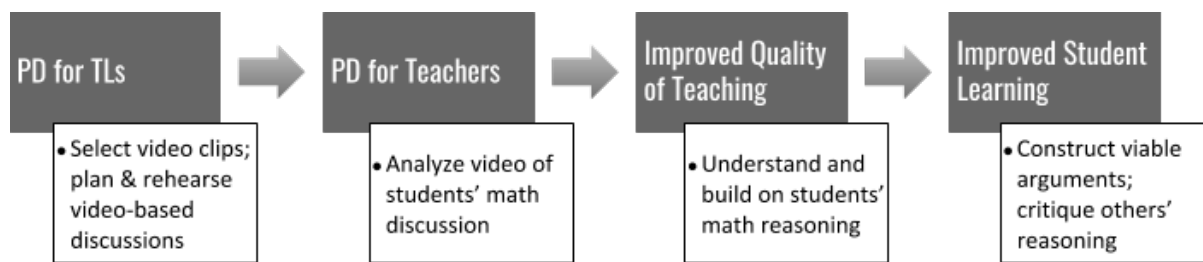 PD for TLs
• Select video clips;
plan & rehearse
video-based
discussions
PD for Teachers
• Analyze video of
students’ math
discussion
Improved Quality
of Teaching
• Understand and
build on students’
math reasoning
Improved Student
Learning
• Construct viable
arguments;
critique others’
reasoning